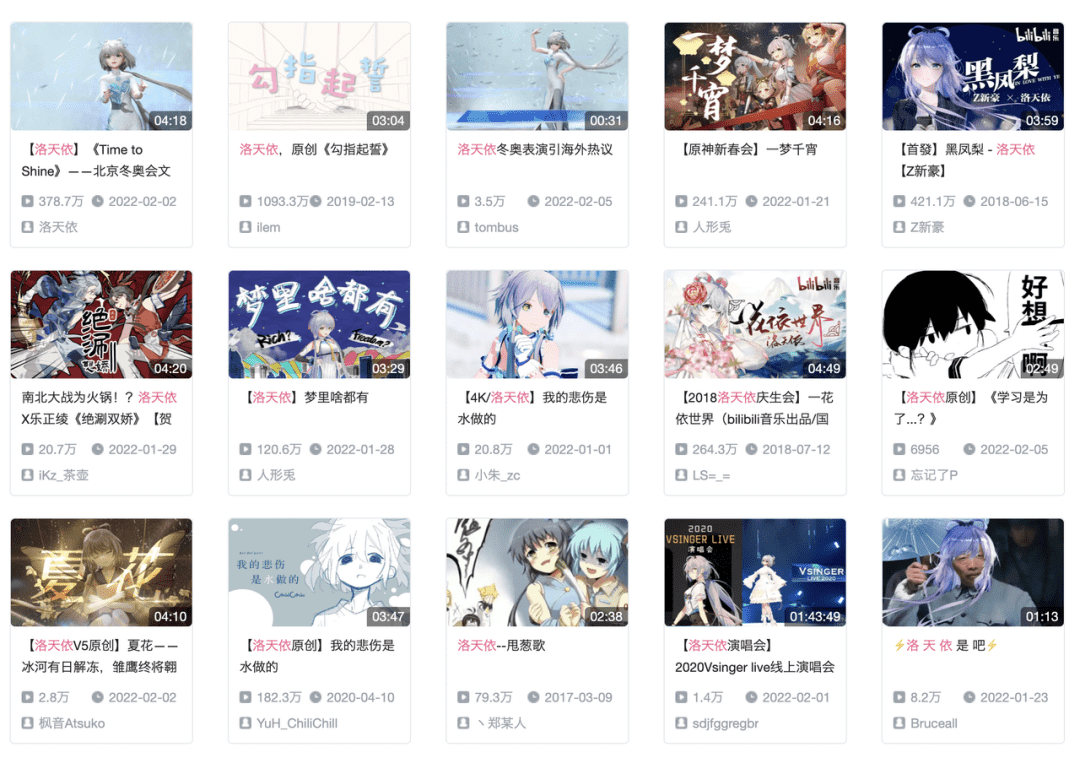 04:18
【洛天依】《Time to
Shine》——北京冬奥会文
378.7万 2022-02-02
洛天依
勾指起誓
03:04
洛天依，原创《勾指起誓》
1093.3万 2019-02-13
ilem
00:31
洛天依冬奥表演引海外热议
3.5万 2022-02-05
tombus
一梦千宵
04:16
【原神新春会】一梦千宵
241.1万 2022-01-21
人形兎
bilibili 音乐
黑凤梨
IN LOVE WITH YE
Z新豪 × 洛天依
03:59
【首發】黑凤梨 - 洛天依
【Z新豪】
421.1万 2018-06-15
Z新豪
绝涮
04:20
南北大战为火锅！？洛天依
X乐正绫《绝涮双娇》【贺
20.7万 2022-01-29
iKz_茶壶
梦里啥都有
Rich?
Freedom?
03:29
【洛天依】梦里啥都有
120.6万 2022-01-28
人形兎
03:46
【4K/洛天依】我的悲伤是
水做的
20.8万 2022-01-01
小朱_zc
bilibili 音乐
一花依世界
洛天依
04:49
【2018洛天依庆生会】一花
依世界（bilibili音乐出品/国
264.3万 2018-07-12
LS=_=
好想
啊
02:49
【洛天依原创】《学习是为
了...？》
6956 2022-02-05
忘记了P
夏花
04:10
【洛天依V5原创】夏花——
冰河有日解冻，雏鹰终将翱
2.8万 2022-02-02
枫音Atsuko
我的悲伤
是水做的
ChiliChill
03:47
【洛天依原创】我的悲伤是
水做的
182.3万 2020-04-10
YuH_ChiliChill
02:38
洛天依--甩葱歌
79.3万 2017-03-09
丶郑某人
2020
VSINGER LIVE
演唱会
VSINGER
LIVE 2020
01:43:49
【洛天依演唱会】
2020Vsinger live线上演唱会
1.4万 2022-02-01
sdjfggregbr
01:13
⚡洛 天 依 是 吧⚡
8.2万 2022-01-23
Bruceall